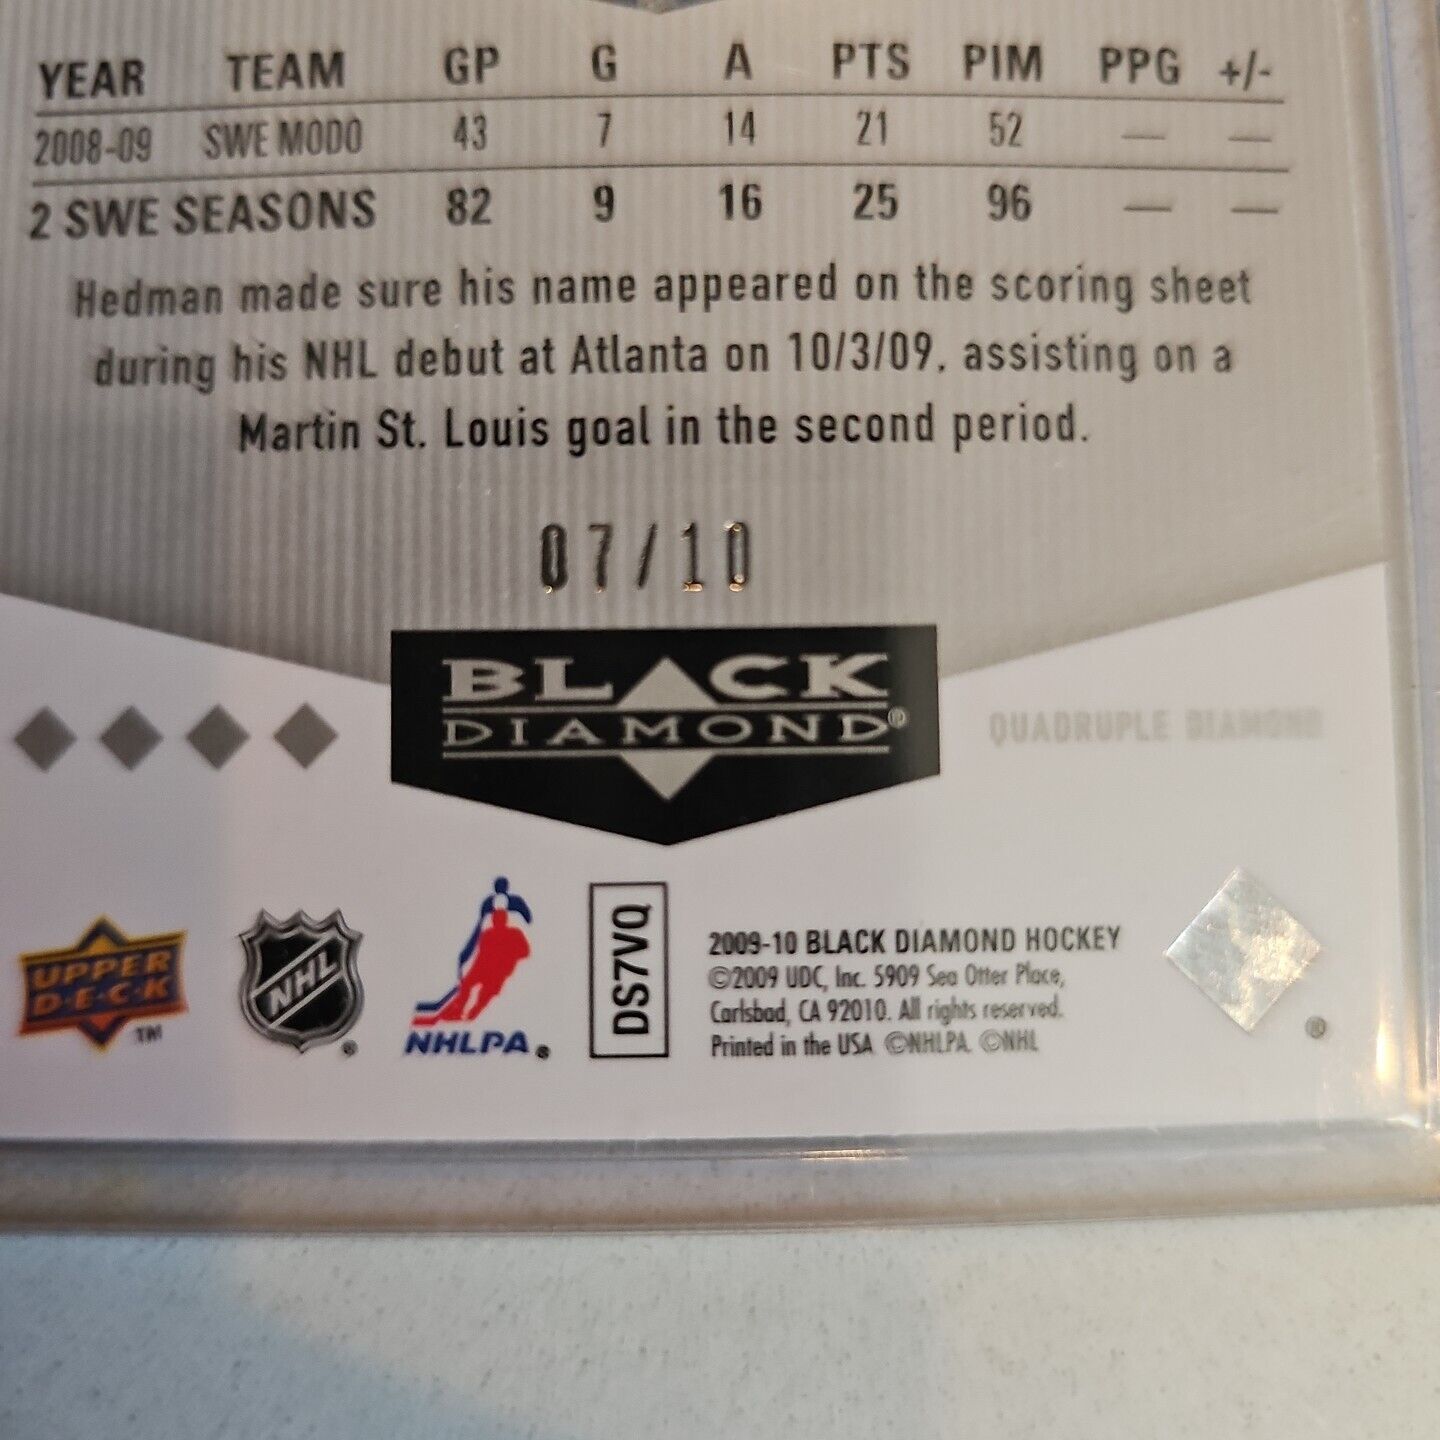 YEAR TEAM GP G A PTS PIM PPG +/-
2008-09 SWE MODO 43 7 14 21 52 — —
2 SWE SEASONS 82 9 16 25 96 — —
Hedman made sure his name appeared on the scoring sheet
during his NHL debut at Atlanta on 10/3/09, assisting on a
Martin St. Louis goal in the second period.
07/10
BLACK
DIAMOND®
QUADRUPLE DIAMOND
UPPER
DECK
TM
NHL
®
NHLPA®
DS7VQ
2009-10 BLACK DIAMOND HOCKEY
©2009 UDC, Inc. 5909 Sea Otter Place,
Carlsbad, CA 92010. All rights reserved.
Printed in the USA ©NHLPA. ©NHL
®